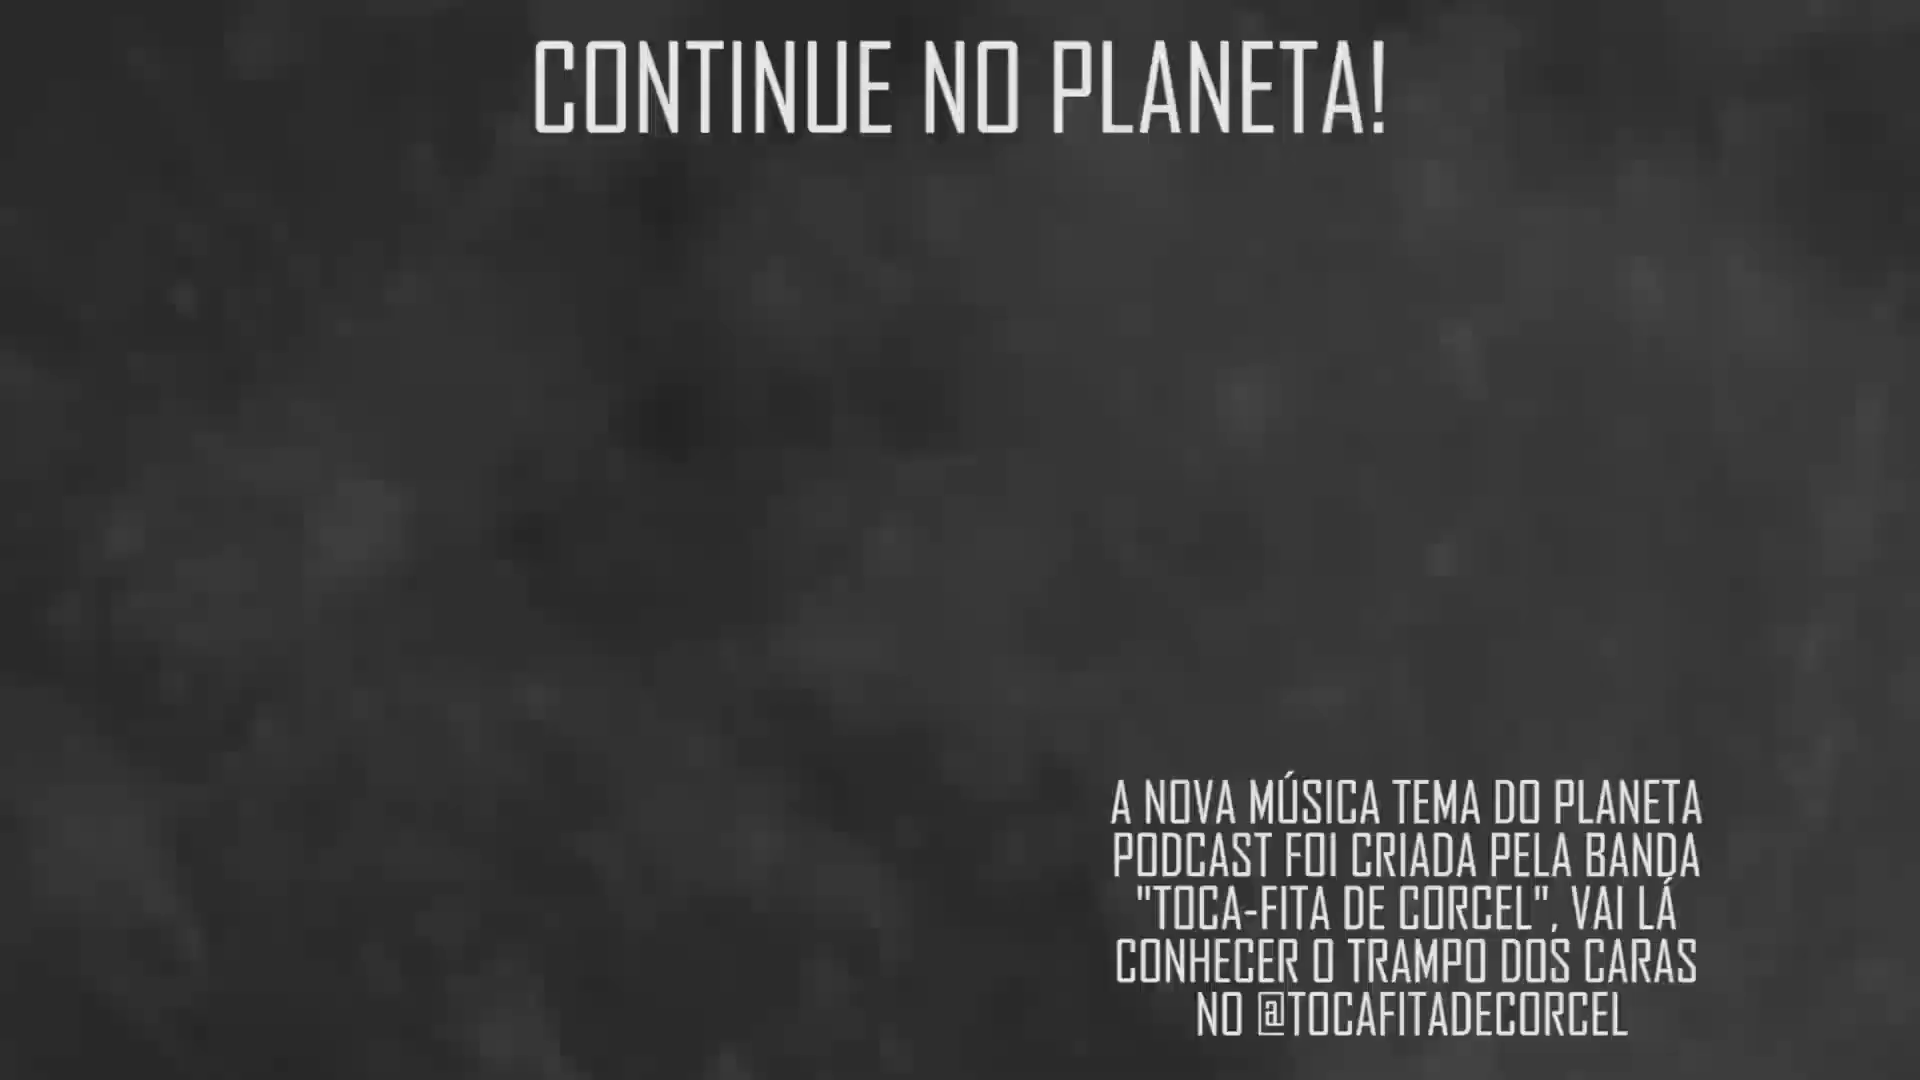 CONTINUE NO PLANETA!
A NOVA MÚSICA TEMA DO PLANETA
PODCAST FOI CRIADA PELA BANDA
"TOCA-FITA DE CORCEL", VAI LÁ
CONHECER O TRAMPO DOS CARAS
NO @TOCAFITADECORCEL